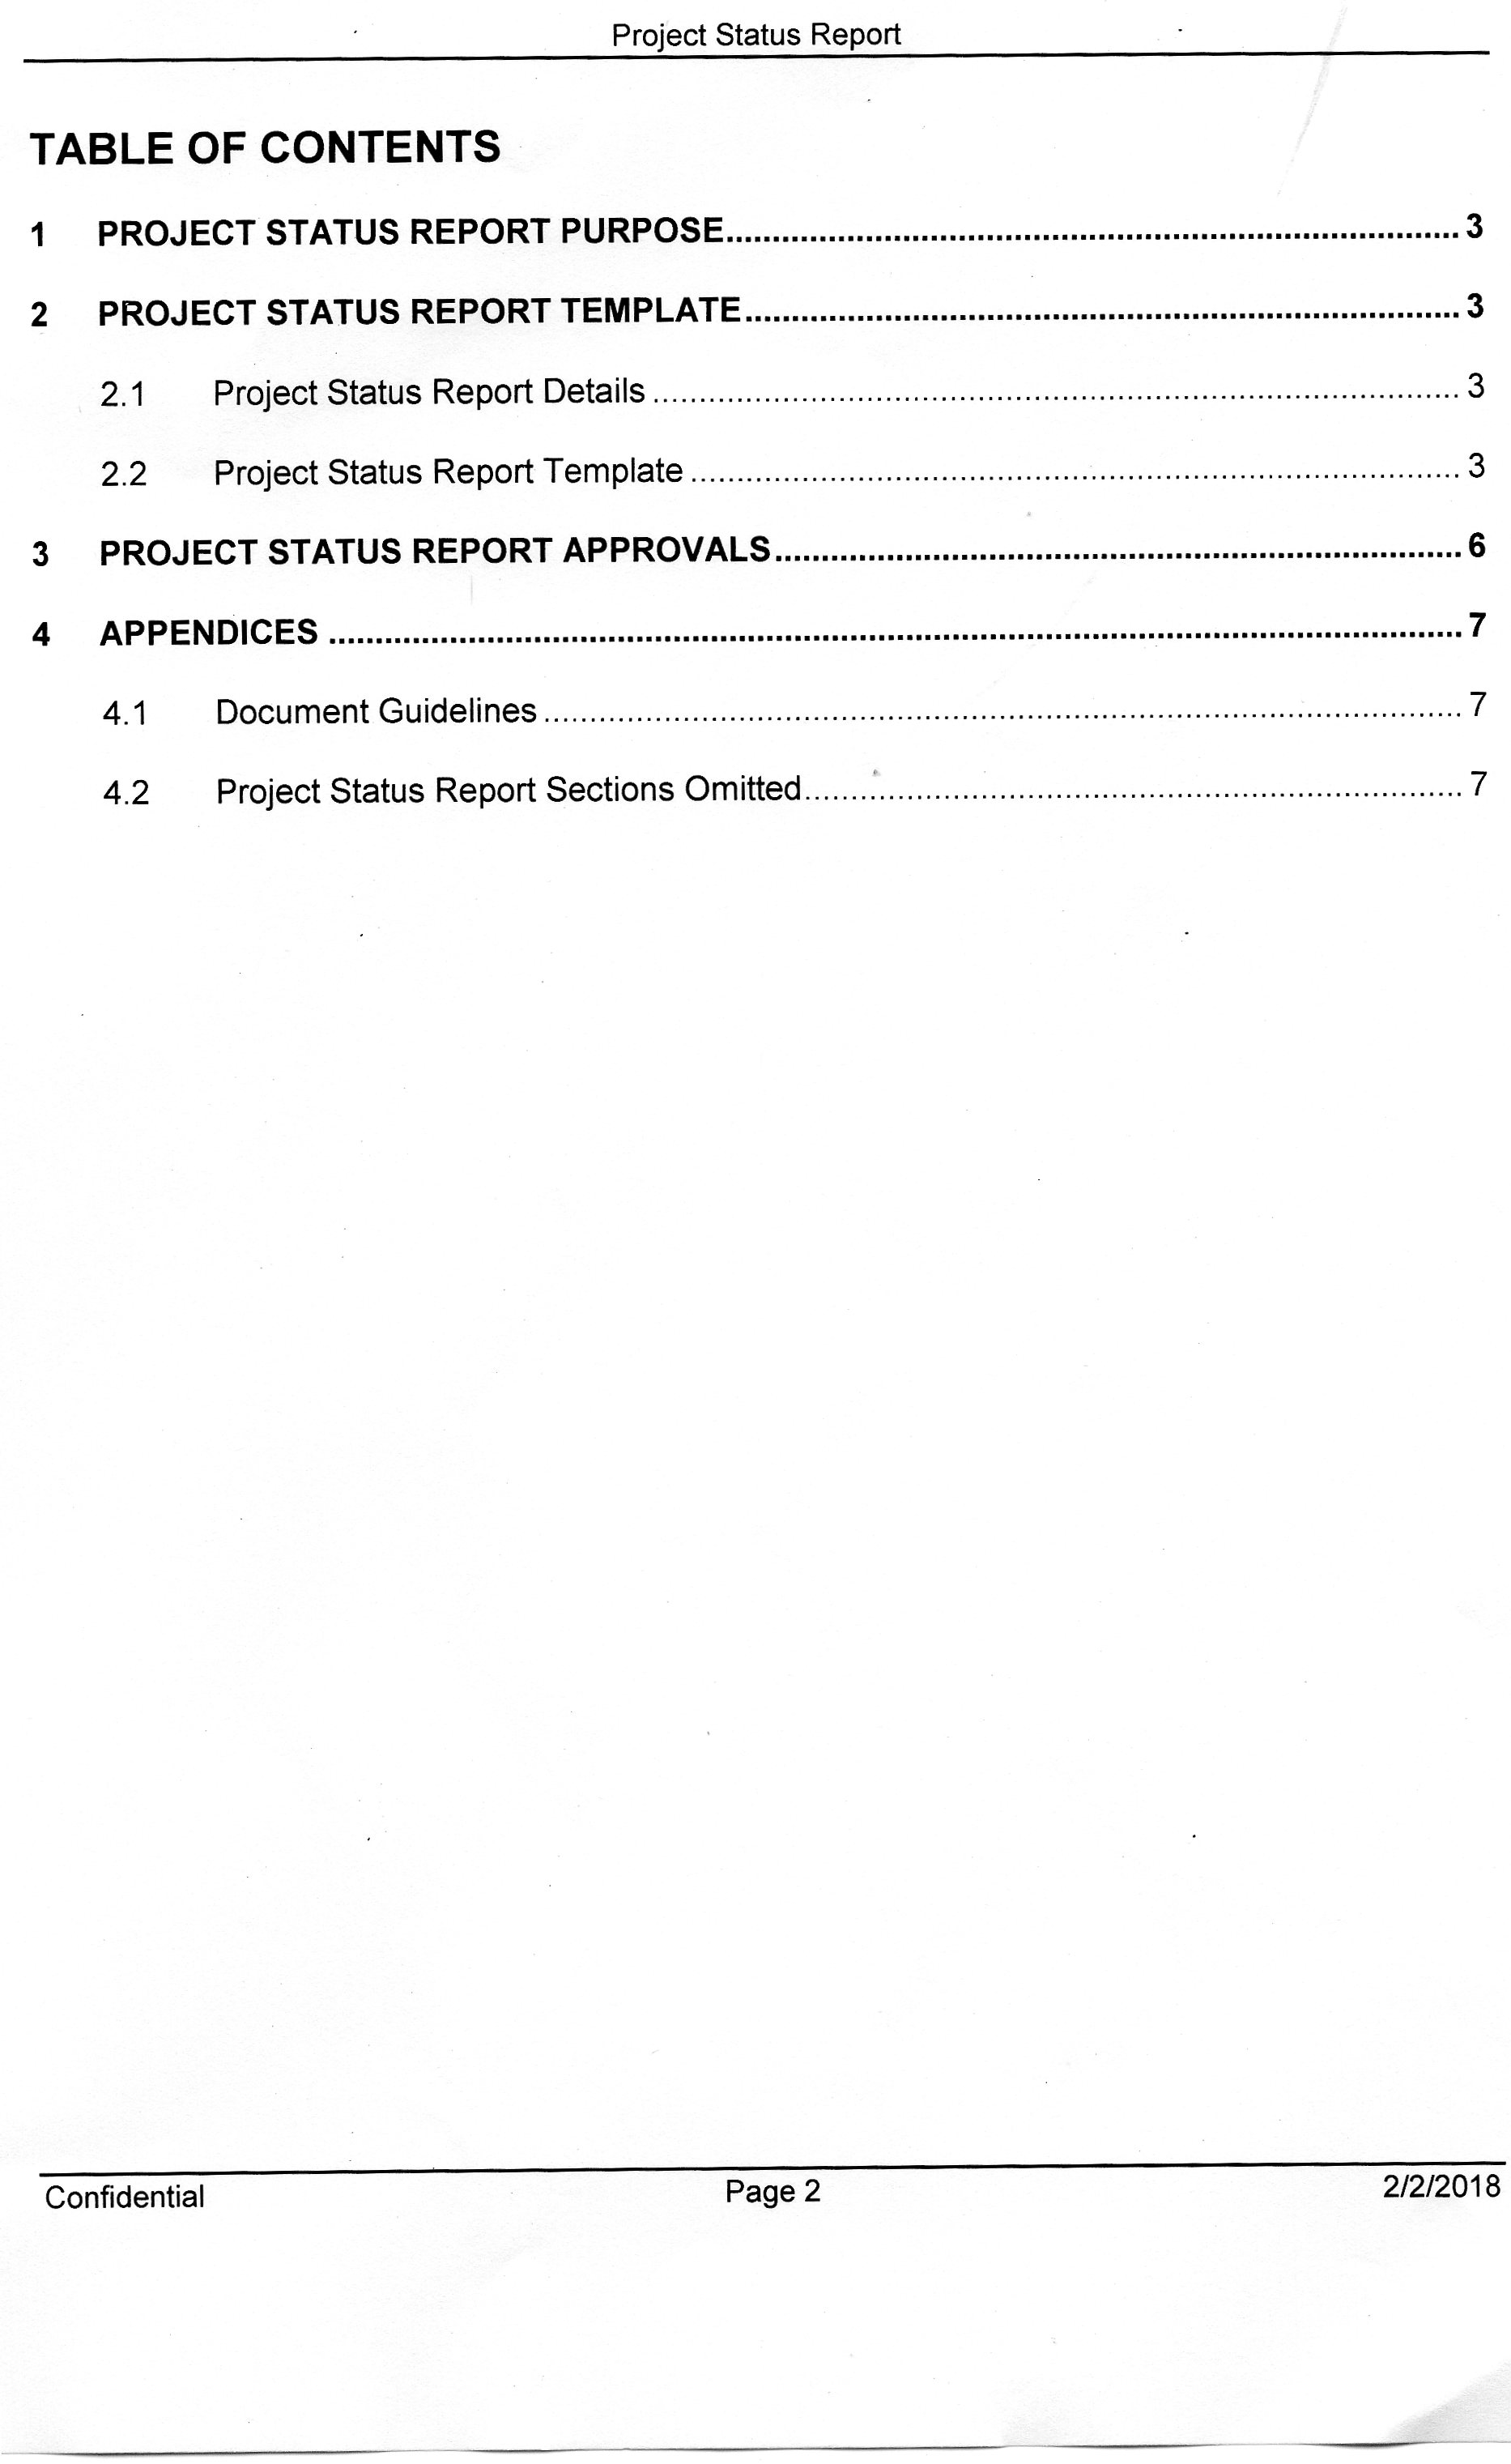 Project Status Report
TABLE OF CONTENTS
1 PROJECT STATUS REPORT PURPOSE 3
2 PROJECT STATUS REPORT TEMPLATE 3
2.1 Project Status Report Details 3
2.2 Project Status Report Template 3
3 PROJECT STATUS REPORT APPROVALS 6
4 APPENDICES 7
4.1 Document Guidelines 7
4.2 Project Status Report Sections Omitted 7
Confidential Page 2 2/2/2018